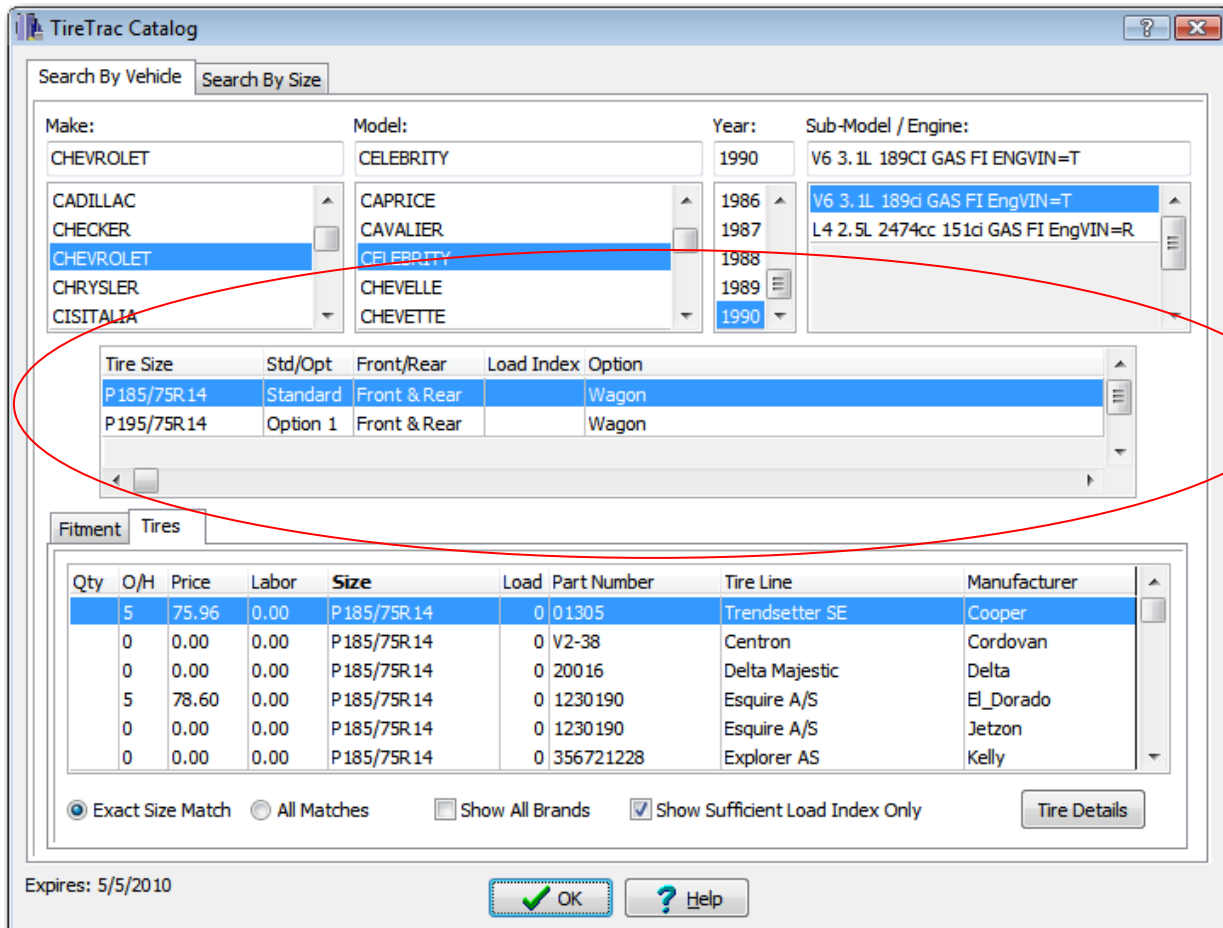 TireTrac Catalog
Search By Vehicle Search By Size
Make: Model: Year: Sub-Model / Engine:
CHEVROLET CELEBRITY 1990 V6 3.1L 189CI GAS FI ENGVIN=T
CADILLAC CAPRICE 1986 V6 3.1L 189ci GAS FI EngVIN=T
CHECKER CAVALIER 1987 L4 2.5L 2474cc 151ci GAS FI EngVIN=R
CHEVROLET CELEBRITY 1988
CHRYSLER CHEVELLE 1989
CISITALIA CHEVETTE 1990
Tire Size Std/Opt Front/Rear Load Index Option
P185/75R14 Standard Front & Rear Wagon
P195/75R14 Option 1 Front & Rear Wagon
Fitment Tires
Qty O/H Price Labor Size Load Part Number Tire Line Manufacturer
5 75.96 0.00 P185/75R14 0 01305 Trendsetter SE Cooper
0 0.00 0.00 P185/75R14 0 V2-38 Centron Cordovan
0 0.00 0.00 P185/75R14 0 20016 Delta Majestic Delta
5 78.60 0.00 P185/75R14 0 1230190 Esquire A/S El_Dorado
0 0.00 0.00 P185/75R14 0 1230190 Esquire A/S Jetzon
0 0.00 0.00 P185/75R14 0 356721228 Explorer AS Kelly
Exact Size Match All Matches Show All Brands Show Sufficient Load Index Only Tire Details
Expires: 5/5/2010
OK Help